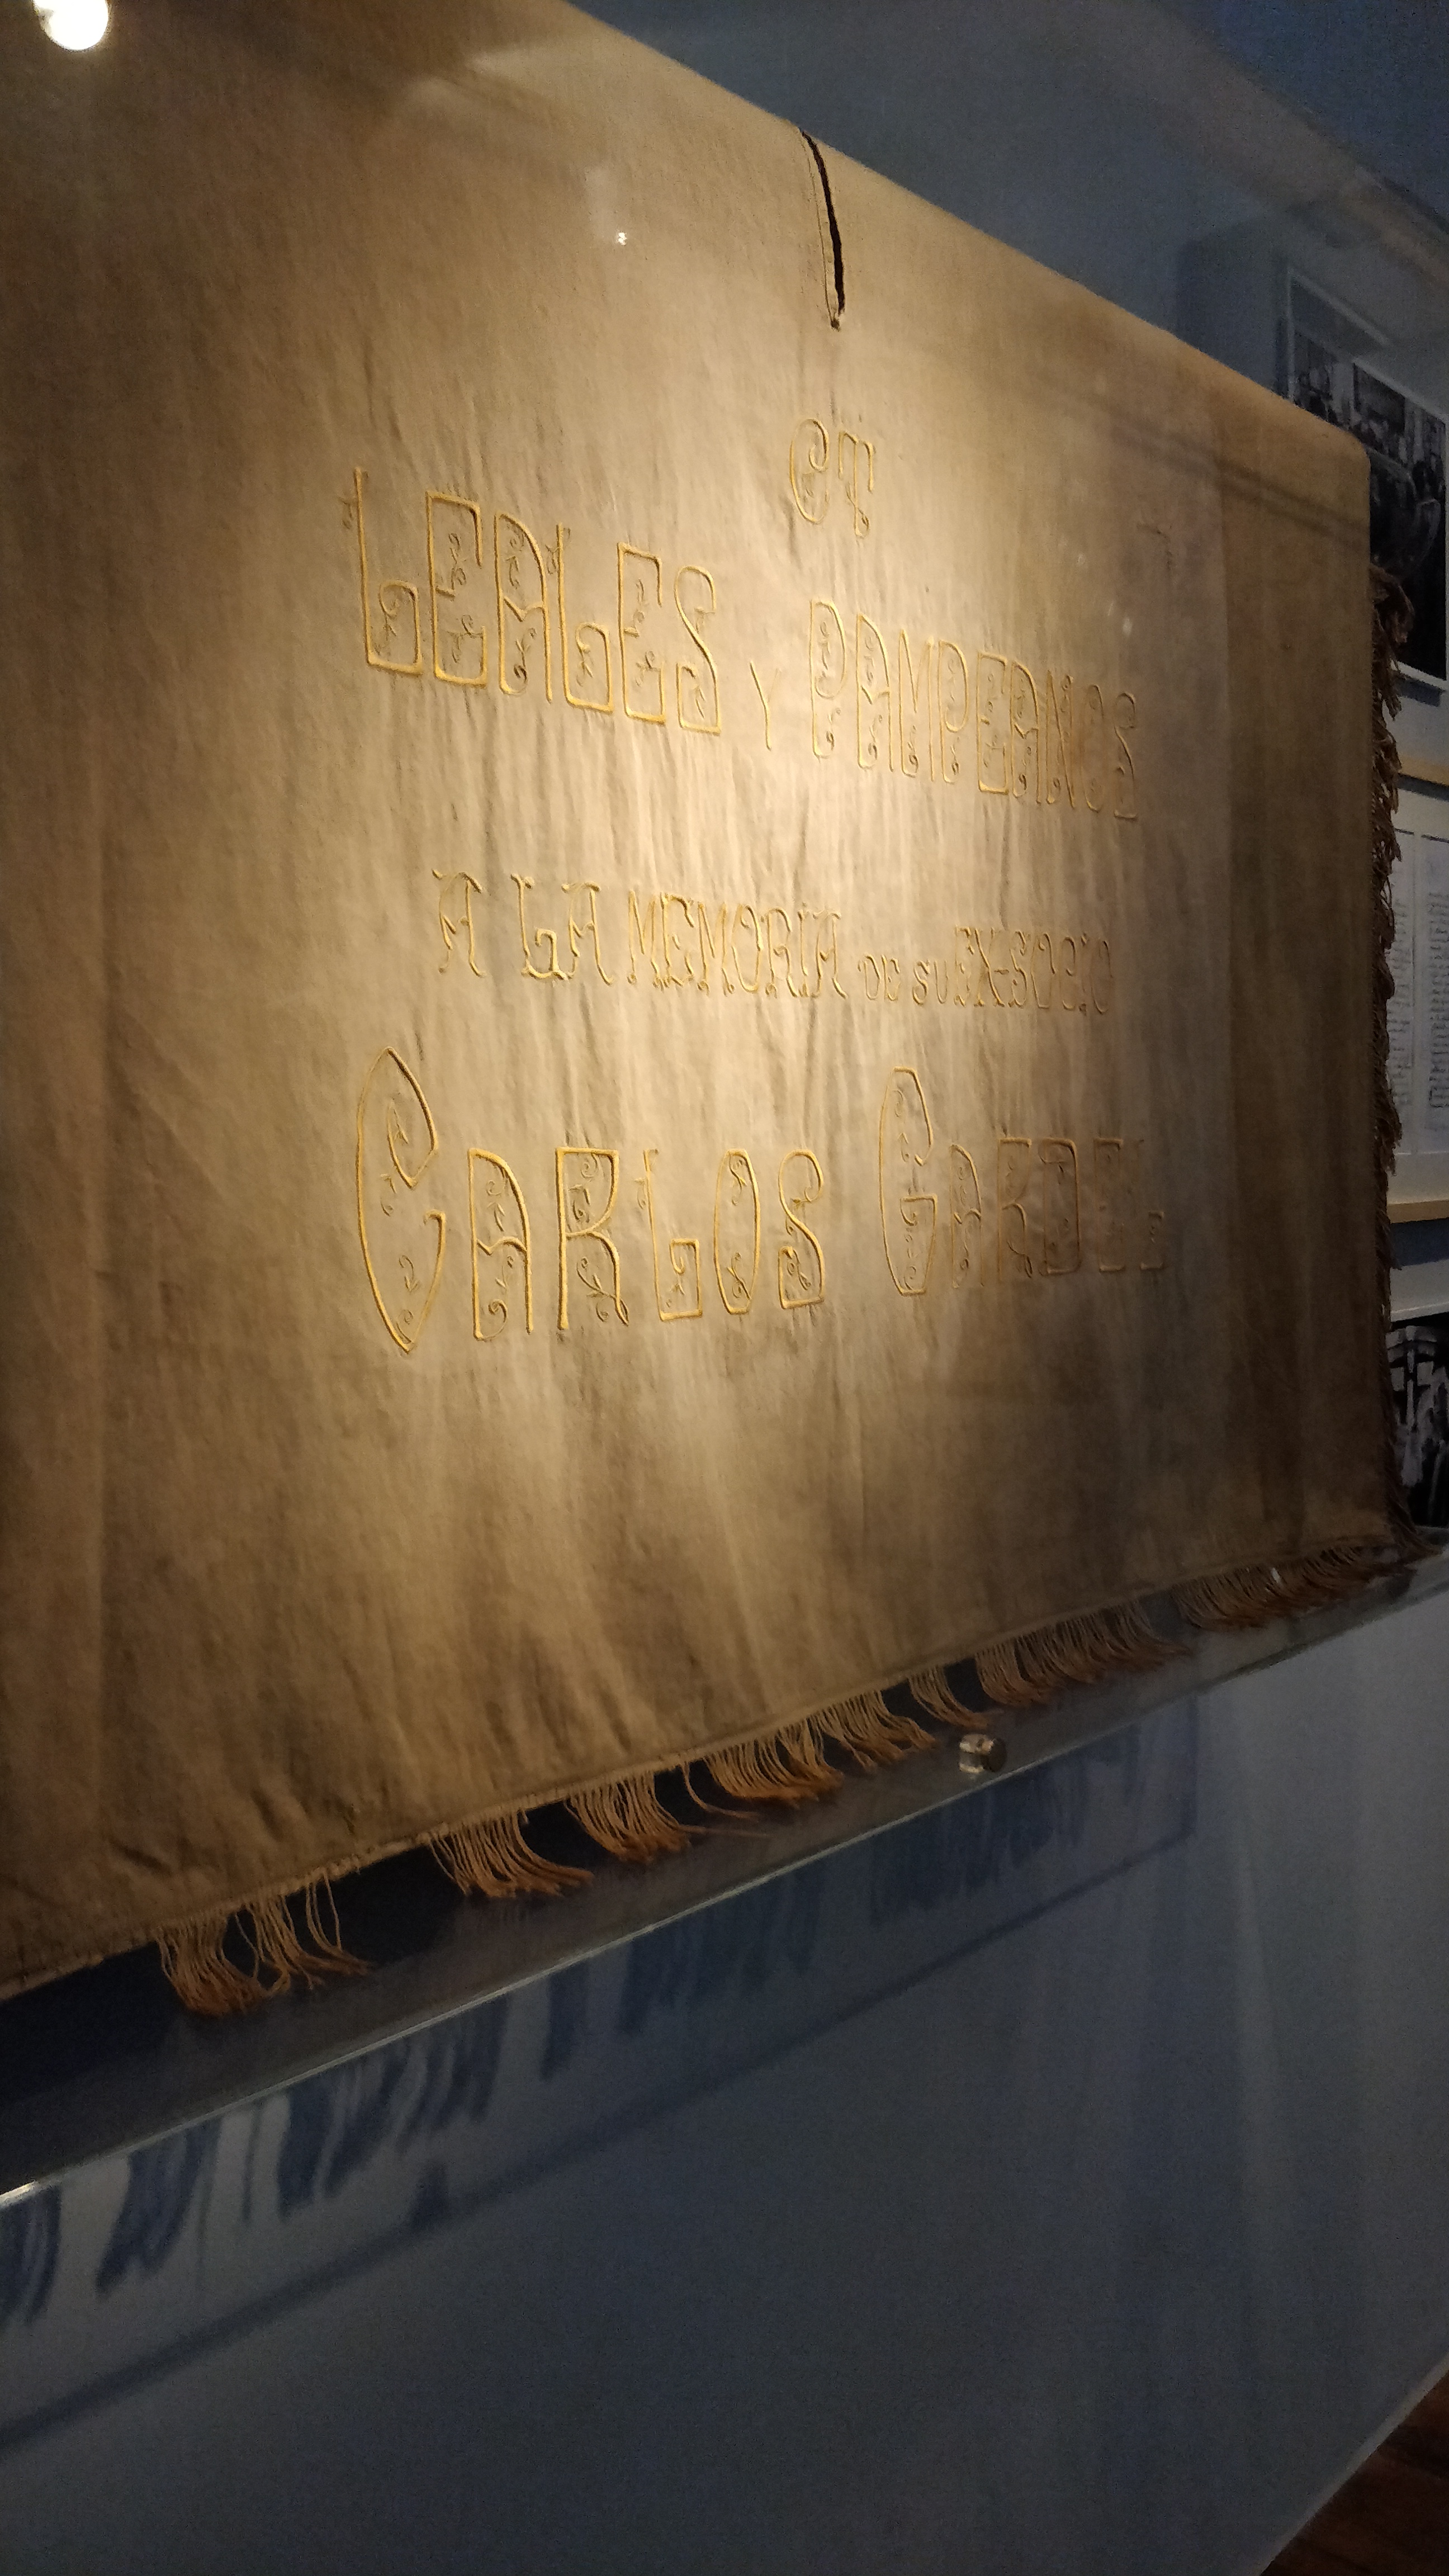 CT
LEALES Y PAMPEANOS
A LA MEMORIA DE SU EX-SOCIO
CARLOS GARDEL